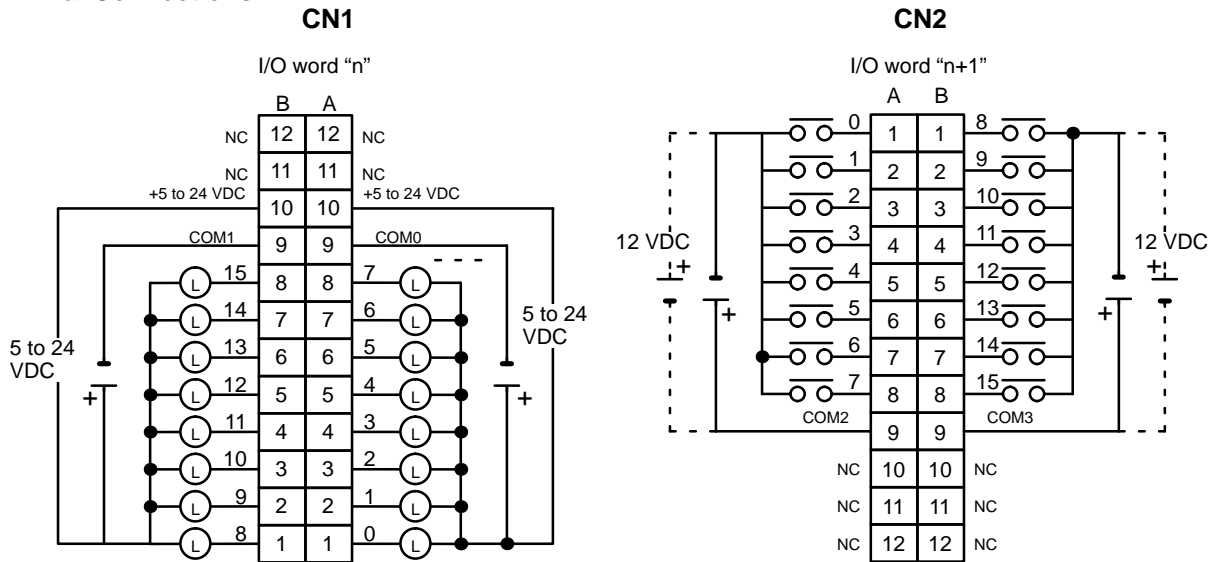 CN1
I/O word “n”
B A
NC 12 12 NC
NC 11 11 NC
+5 to 24 VDC 10 10 +5 to 24 VDC
COM1 9 9 COM0
L 15 8 8 7 L
L 14 7 7 6 L
L 13 6 6 5 L
L 12 5 5 4 L
L 11 4 4 3 L
L 10 3 3 2 L
L 9 2 2 1 L
L 8 1 1 0 L
5 to 24
VDC
+
5 to 24
VDC
+
CN2
I/O word “n+1”
A B
0 1 1 8
1 2 2 9
2 3 3 10
3 4 4 11
4 5 5 12
5 6 6 13
6 7 7 14
7 8 8 15
COM2 9 9 COM3
NC 10 10 NC
NC 11 11 NC
NC 12 12 NC
12 VDC
+
+
12 VDC
+
+